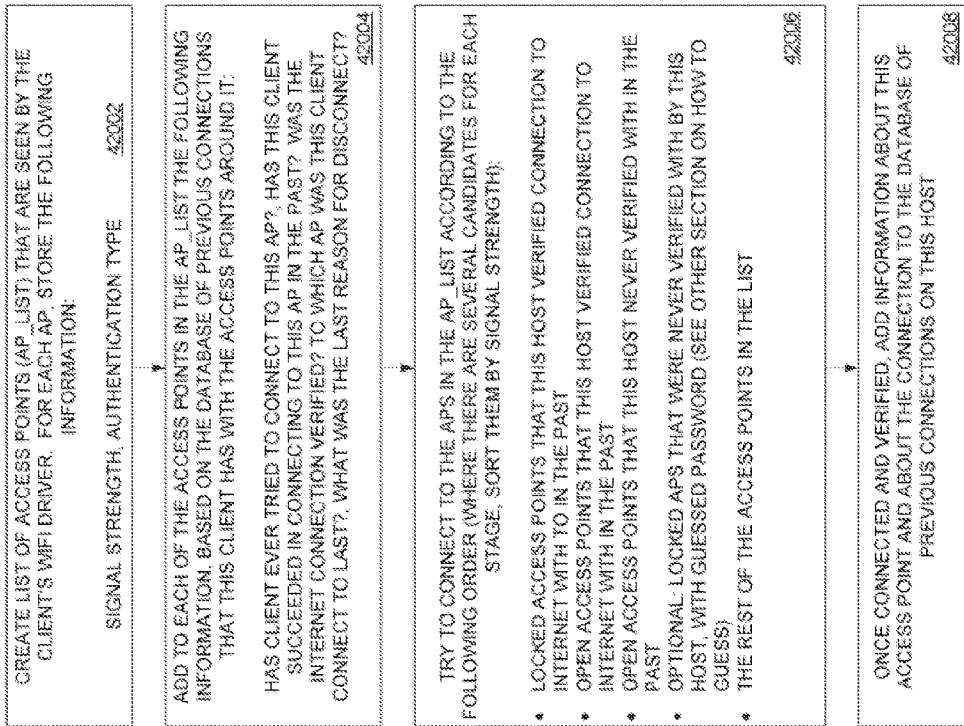 CREATE LIST OF ACCESS POINTS (AP_LIST) THAT ARE SEEN BY THE
CLIENT'S WIFI DRIVER. FOR EACH AP, STORE THE FOLLOWING
INFORMATION:
SIGNAL STRENGTH, AUTHENTICATION TYPE 42002
ADD TO EACH OF THE ACCESS POINTS IN THE AP_LIST THE FOLLOWING
INFORMATION, BASED ON THE DATABASE OF PREVIOUS CONNECTIONS
THAT THIS CLIENT HAS WITH THE ACCESS POINTS AROUND IT:
HAS CLIENT EVER TRIED TO CONNECT TO THIS AP?, HAS THIS CLIENT
SUCCEEDED IN CONNECTING TO THIS AP IN THE PAST? WAS THE
INTERNET CONNECTION VERIFIED? TO WHICH AP WAS THIS CLIENT
CONNECT TO LAST?, WHAT WAS THE LAST REASON FOR DISCONNECT?
42004
TRY TO CONNECT TO THE APS IN THE AP_LIST ACCORDING TO THE
FOLLOWING ORDER (WHERE THERE ARE SEVERAL CANDIDATES FOR EACH
STAGE, SORT THEM BY SIGNAL STRENGTH):
• LOCKED ACCESS POINTS THAT THIS HOST VERIFIED CONNECTION TO
INTERNET WITH TO IN THE PAST
• OPEN ACCESS POINTS THAT THIS HOST VERIFIED CONNECTION TO
INTERNET WITH IN THE PAST
• OPEN ACCESS POINTS THAT THIS HOST NEVER VERIFIED WITH IN THE
PAST
• OPTIONAL: LOCKED APS THAT WERE NEVER VERIFIED WITH BY THIS
HOST, WITH GUESSED PASSWORD (SEE OTHER SECTION ON HOW TO
GUESS)
• THE REST OF THE ACCESS POINTS IN THE LIST
42006
ONCE CONNECTED AND VERIFIED, ADD INFORMATION ABOUT THIS
ACCESS POINT AND ABOUT THE CONNECTION TO THE DATABASE OF
PREVIOUS CONNECTIONS ON THIS HOST
42008